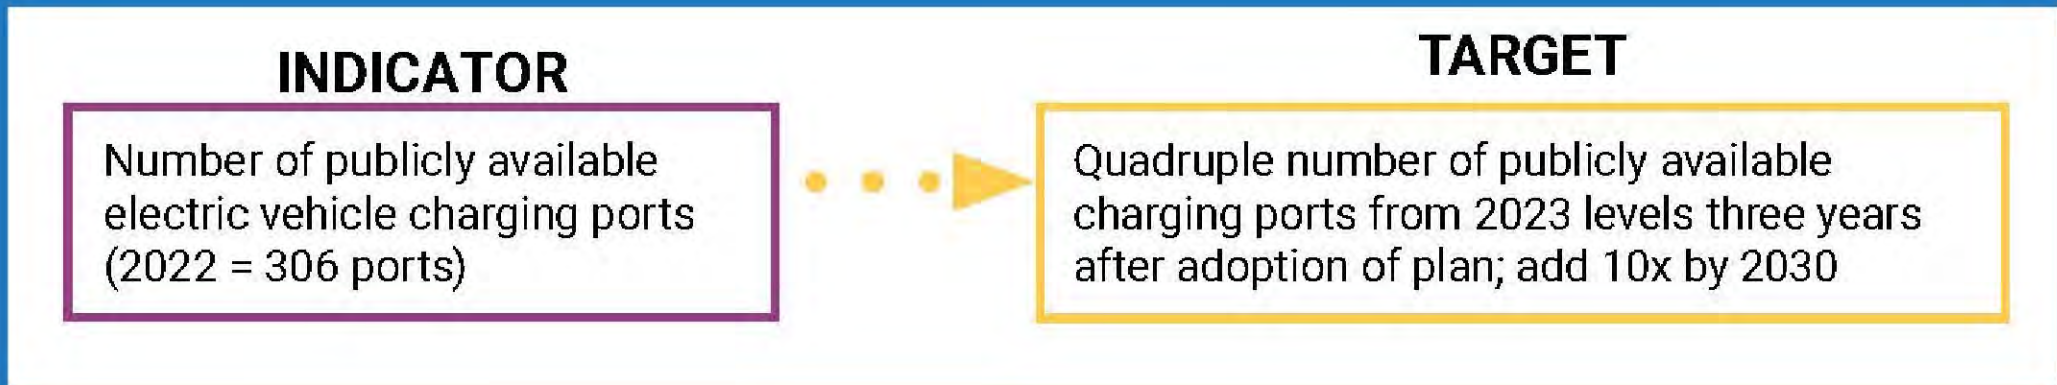 INDICATOR
Number of publicly available
electric vehicle charging ports
(2022 = 306 ports)
TARGET
Quadruple number of publicly available
charging ports from 2023 levels three years
after adoption of plan; add 10x by 2030